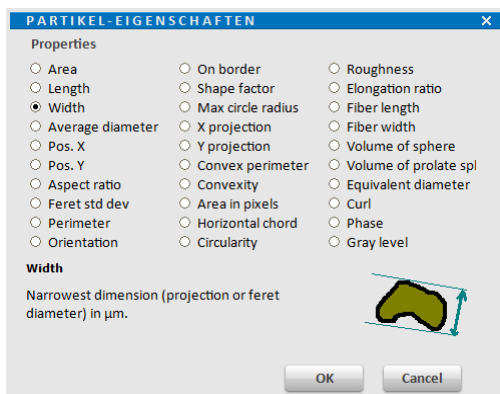 PARTIKEL-EIGENSCHAFTEN
Properties
Area
Length
Width
Average diameter
Pos. X
Pos. Y
Aspect ratio
Feret std dev
Perimeter
Orientation
On border
Shape factor
Max circle radius
X projection
Y projection
Convex perimeter
Convexity
Area in pixels
Horizontal chord
Circularity
Roughness
Elongation ratio
Fiber length
Fiber width
Volume of sphere
Volume of prolate spl
Equivalent diameter
Curl
Phase
Gray level
Width
Narrowest dimension (projection or feret
diameter) in µm.
OK
Cancel